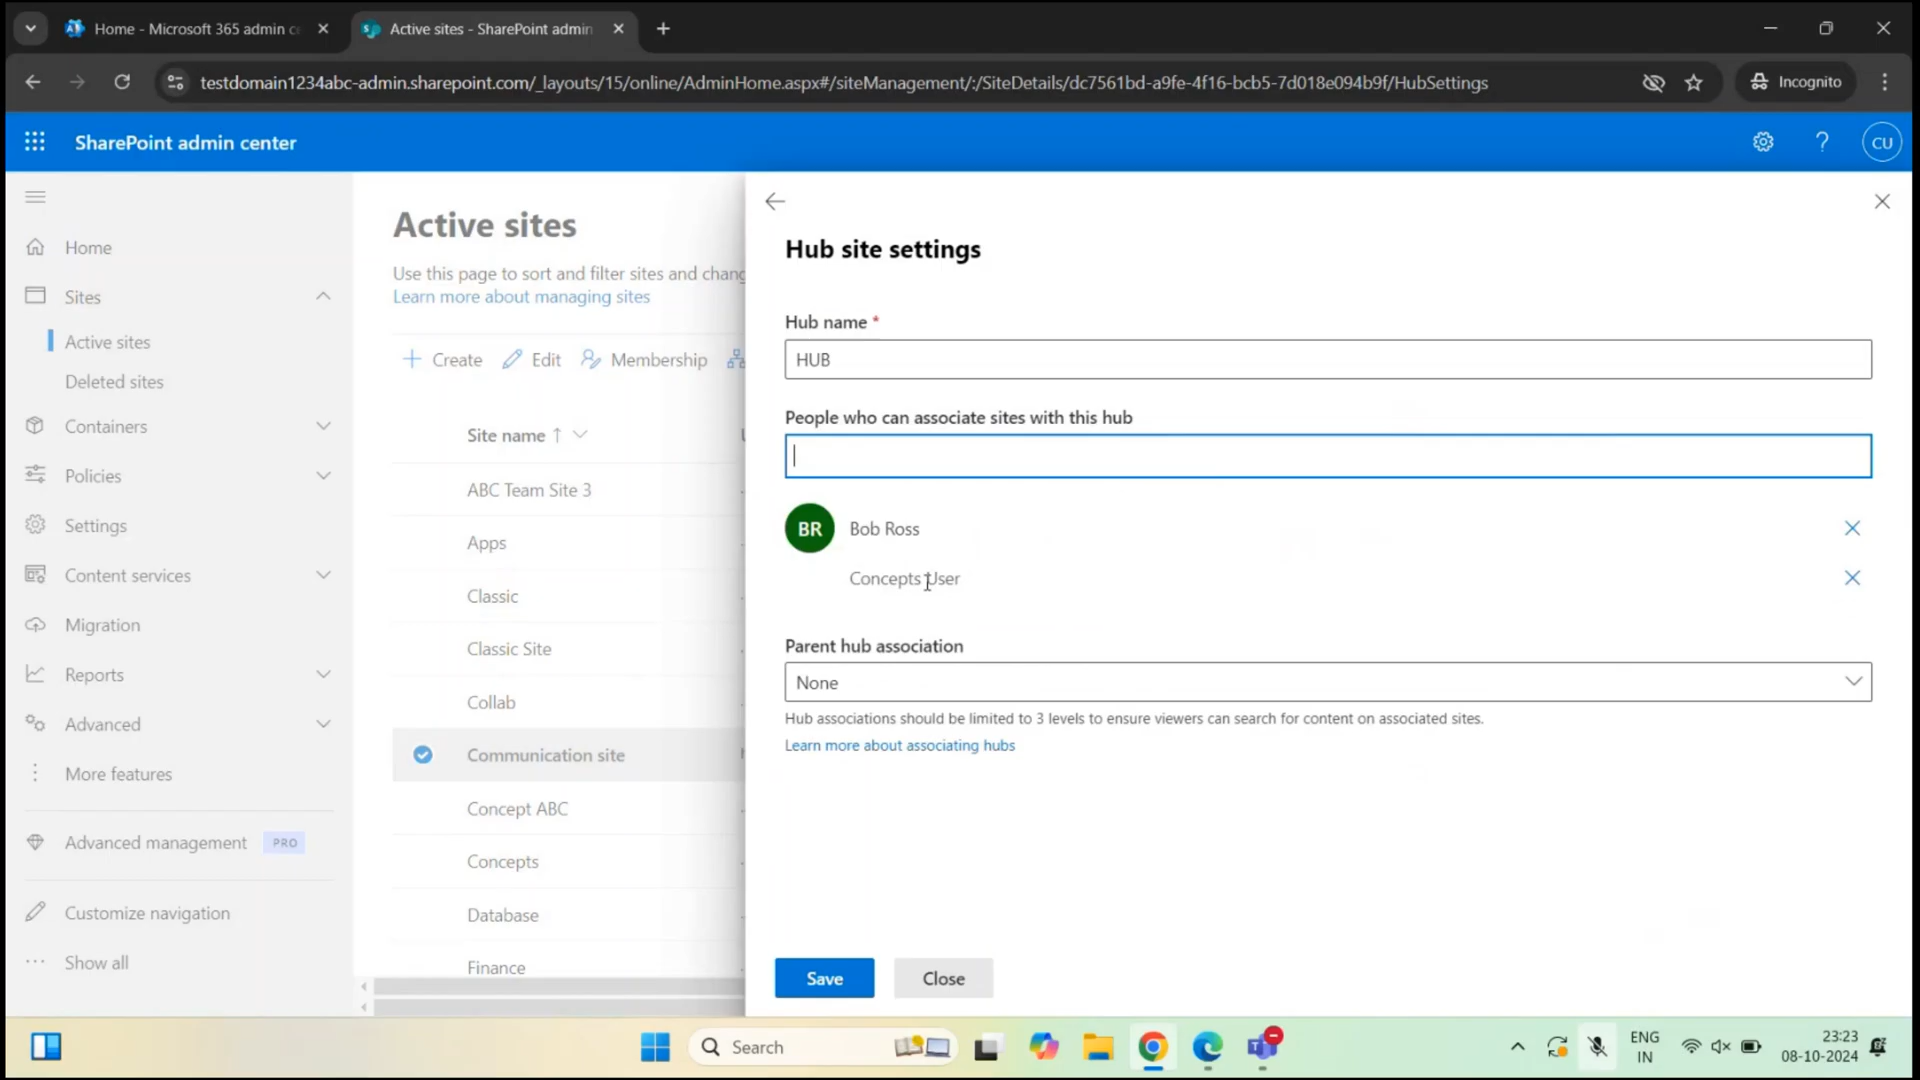 Home - Microsoft 365 admin c
Active sites - SharePoint admin
testdomain1234abc-admin.sharepoint.com/_layouts/15/online/AdminHome.aspx#/siteManagement/:/SiteDetails/dc7561bd-a9fe-4f16-bcb5-7d018e094b9f/HubSettings
Incognito
SharePoint admin center
CU
Home
Sites
Active sites
Deleted sites
Containers
Policies
Settings
Content services
Migration
Reports
Advanced
More features
Advanced management PRO
Customize navigation
Show all
Active sites
Use this page to sort and filter sites and chang
Learn more about managing sites
Create
Edit
Membership
Site name
ABC Team Site 3
Apps
Classic
Classic Site
Collab
Communication site
Concept ABC
Concepts
Database
Finance
Hub site settings
Hub name *
HUB
People who can associate sites with this hub
BR Bob Ross
Concepts User
Parent hub association
None
Hub associations should be limited to 3 levels to ensure viewers can search for content on associated sites.
Learn more about associating hubs
Save
Close
Search
ENG
IN
23:23
08-10-2024